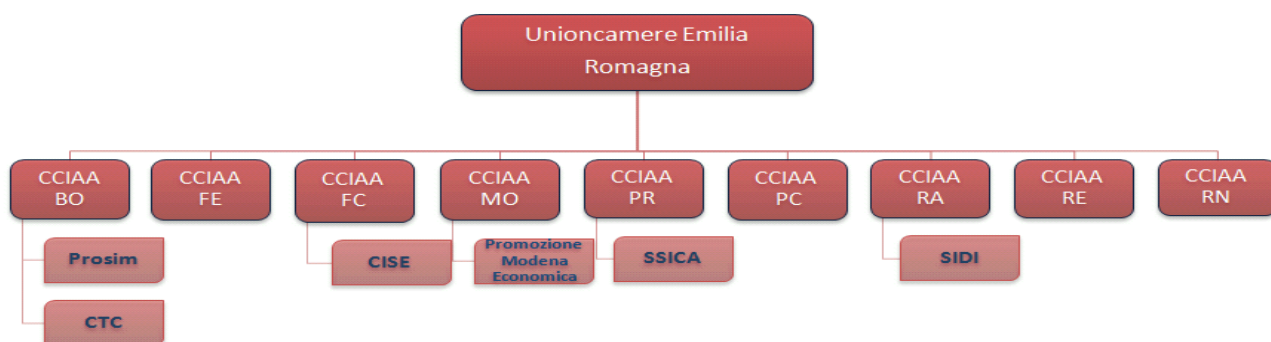 Unioncamere Emilia
Romagna
CCIAA
BO
CCIAA
FE
CCIAA
FC
CCIAA
MO
CCIAA
PR
CCIAA
PC
CCIAA
RA
CCIAA
RE
CCIAA
RN
Prosim
CISE
Promozione
Modena
Economica
SSICA
SIDI
CTC